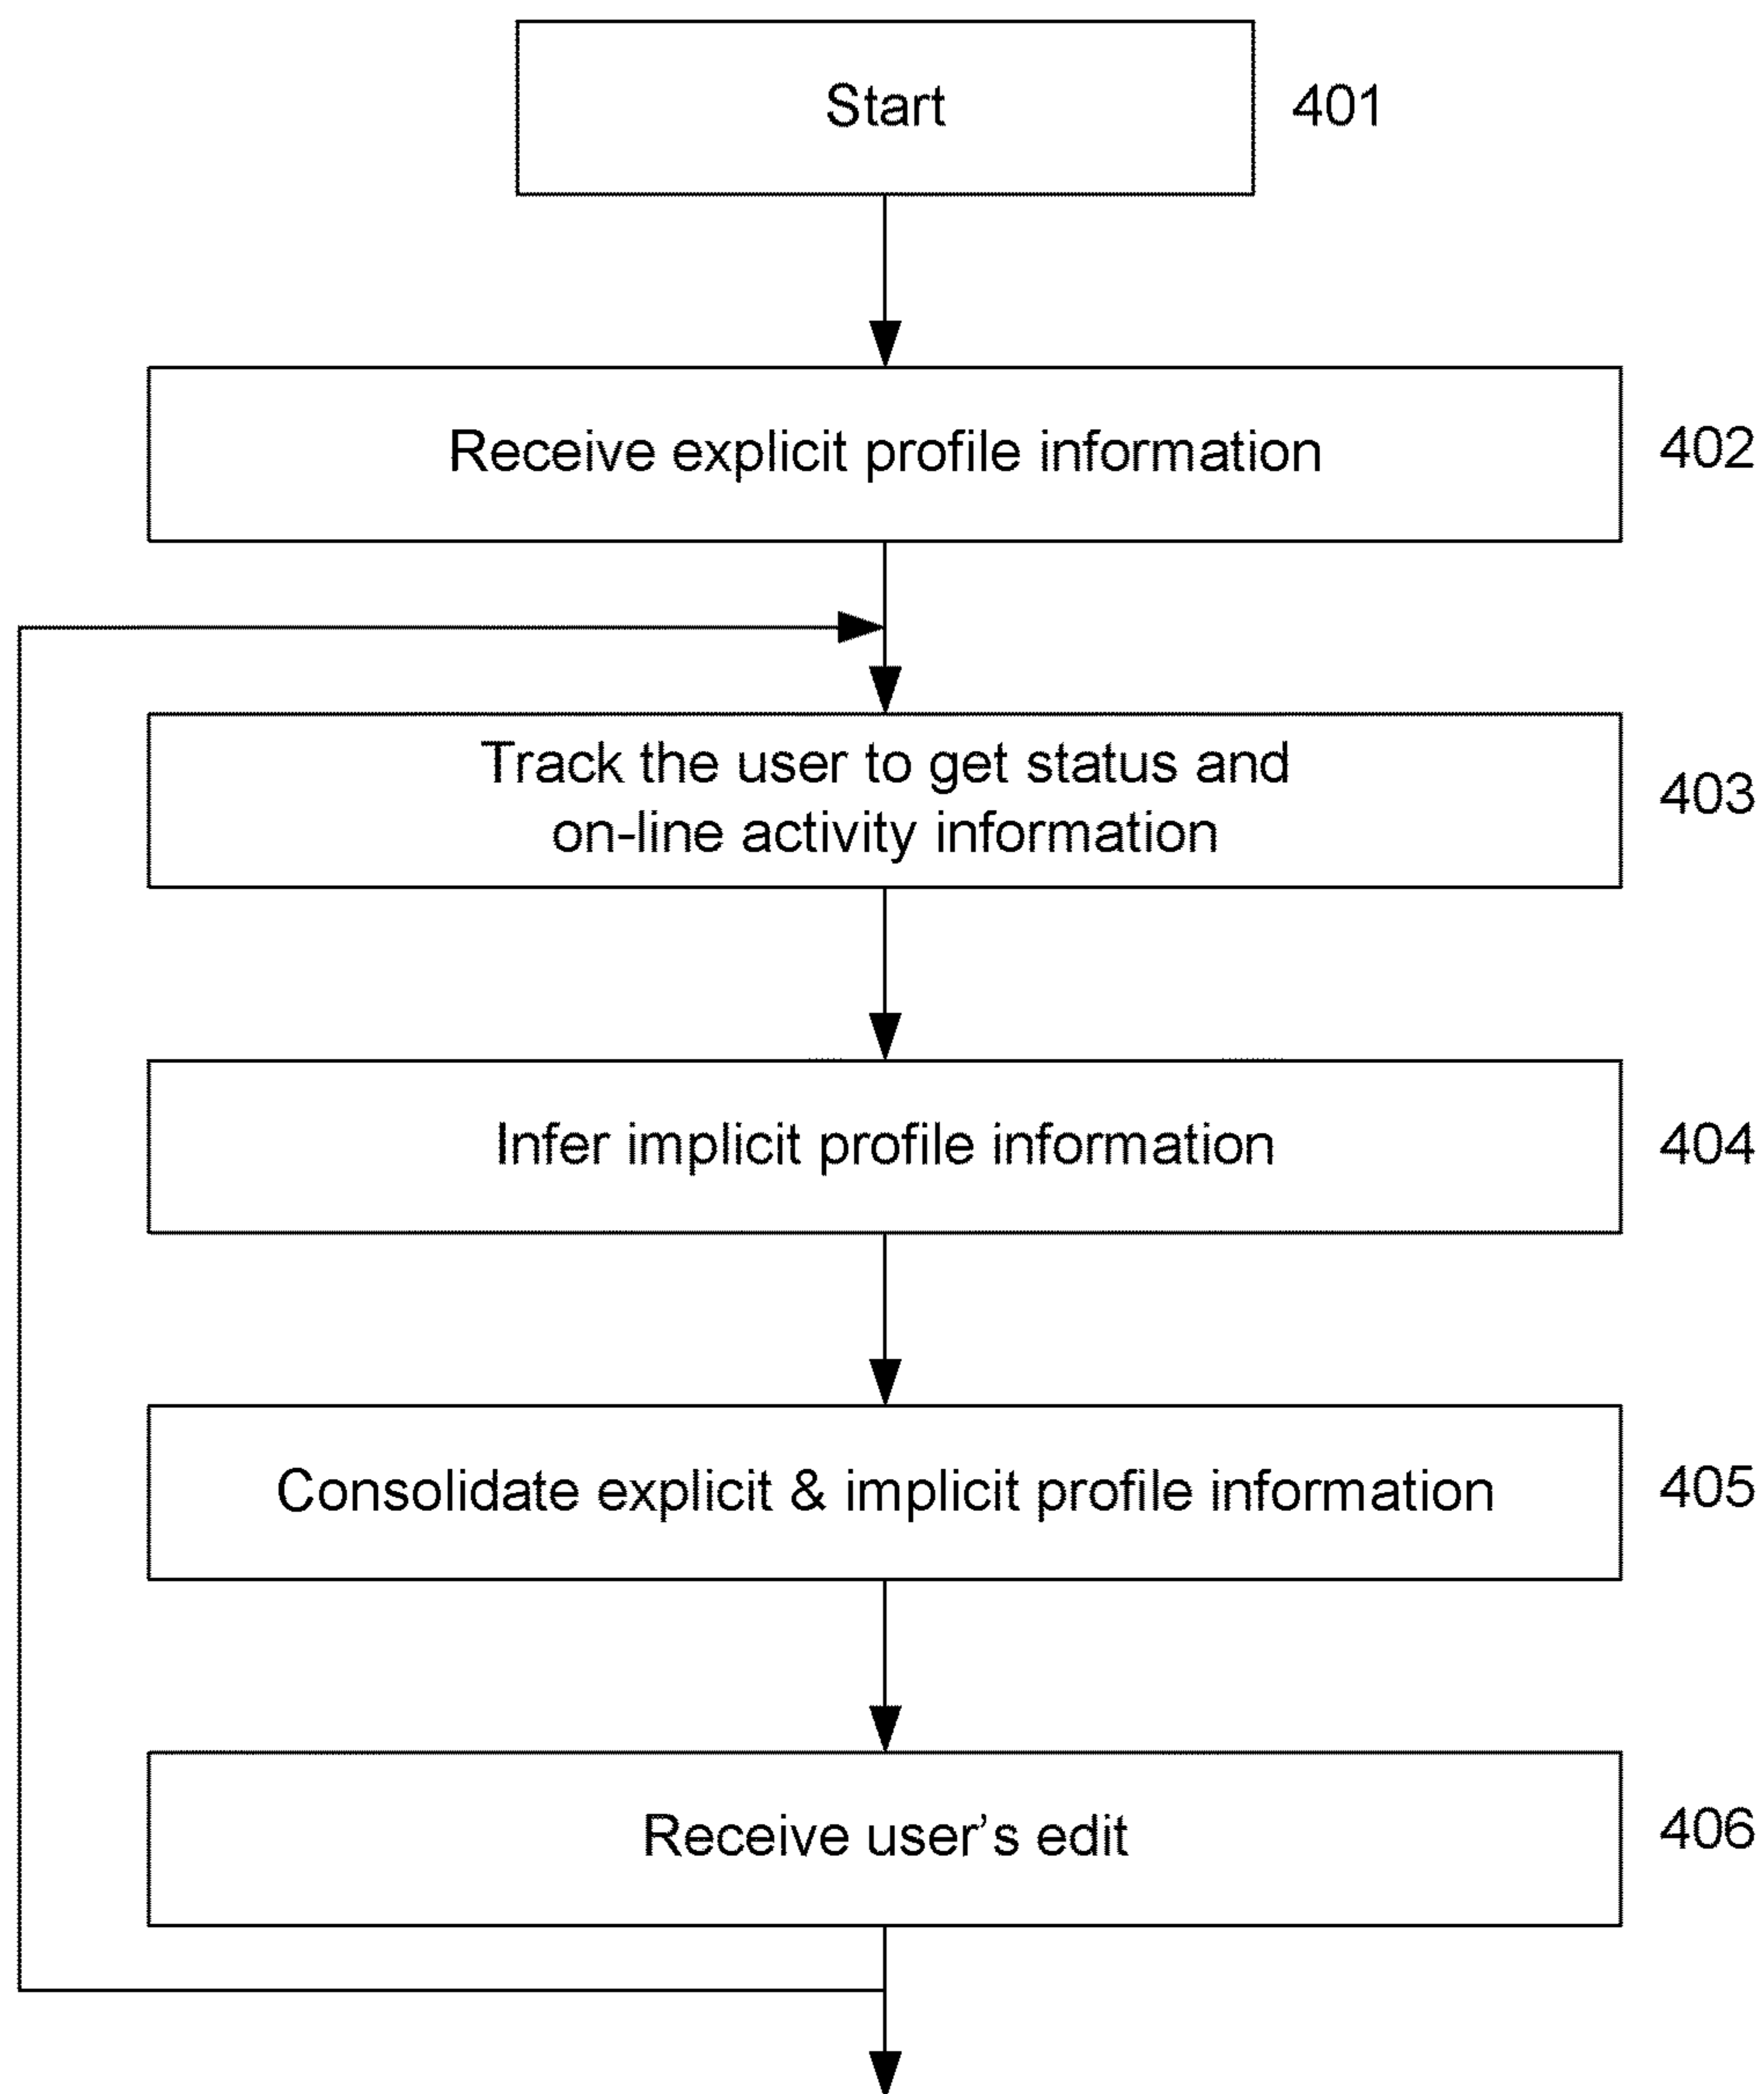 Start
401
Receive explicit profile information
402
Track the user to get status and
on-line activity information
403
Infer implicit profile information
404
Consolidate explicit & implicit profile information
405
Receive user’s edit
406